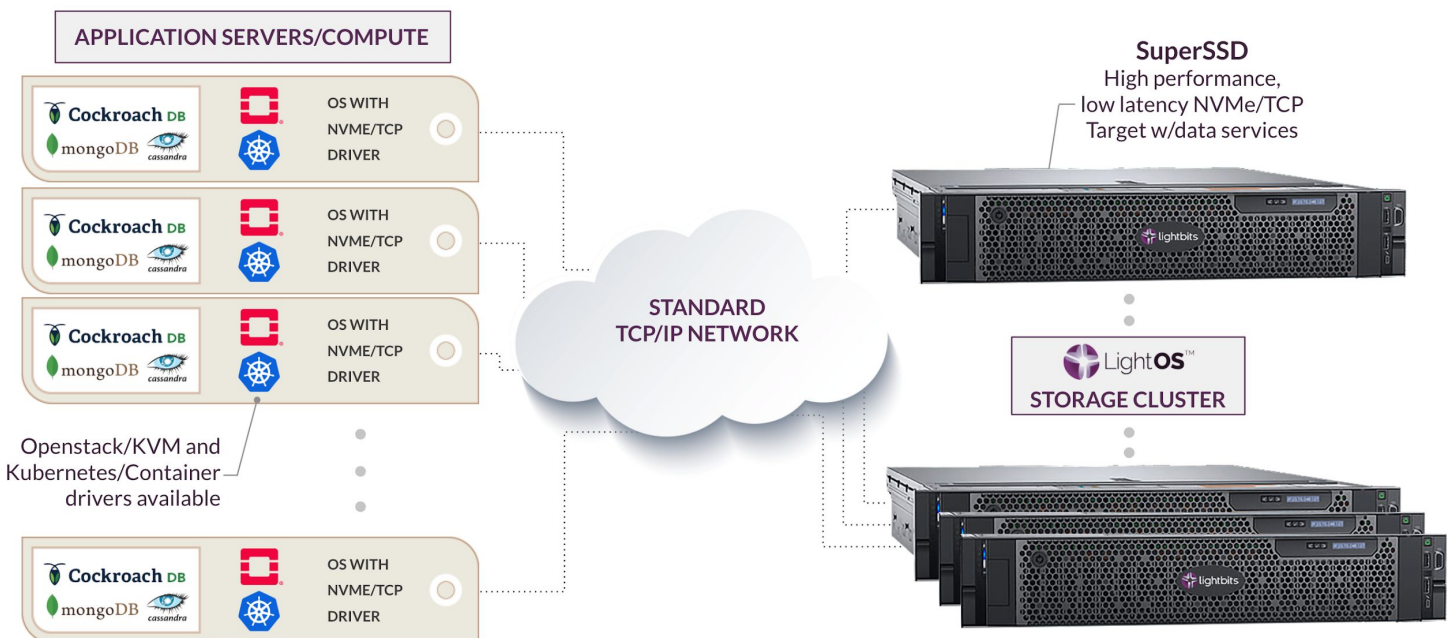 APPLICATION SERVERS/COMPUTE
Cockroach DB
mongoDB
cassandra
OS WITH
NVME/TCP
DRIVER
Cockroach DB
mongoDB
cassandra
OS WITH
NVME/TCP
DRIVER
Cockroach DB
mongoDB
cassandra
OS WITH
NVME/TCP
DRIVER
Openstack/KVM and
Kubernetes/Container
drivers available
Cockroach DB
mongoDB
cassandra
OS WITH
NVME/TCP
DRIVER
STANDARD
TCP/IP NETWORK
SuperSSD
High performance,
low latency NVMe/TCP
Target w/data services
lightbits
LightOS™
STORAGE CLUSTER
lightbits